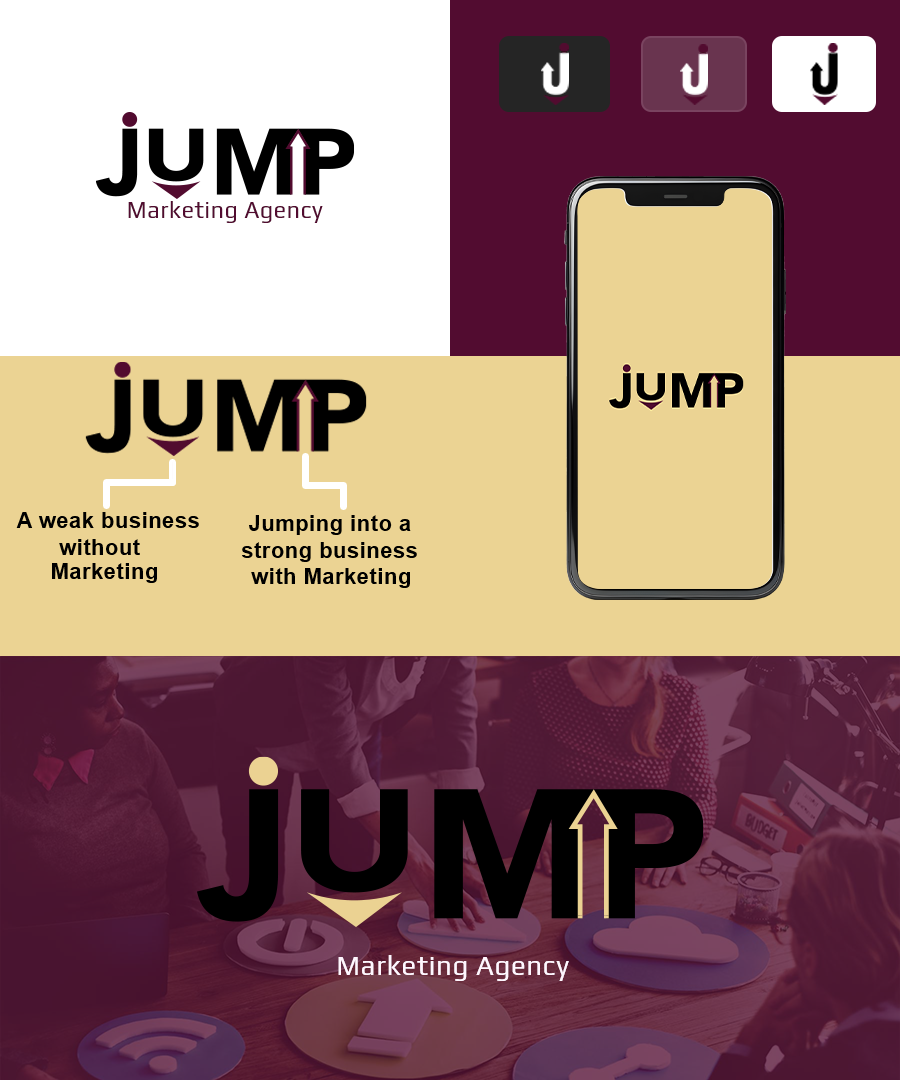 jUMP
Marketing Agency
jUMP
A weak business
without
Marketing
Jumping into a
strong business
with Marketing
jUMP
jUMP
BUDGET
Marketing Agency